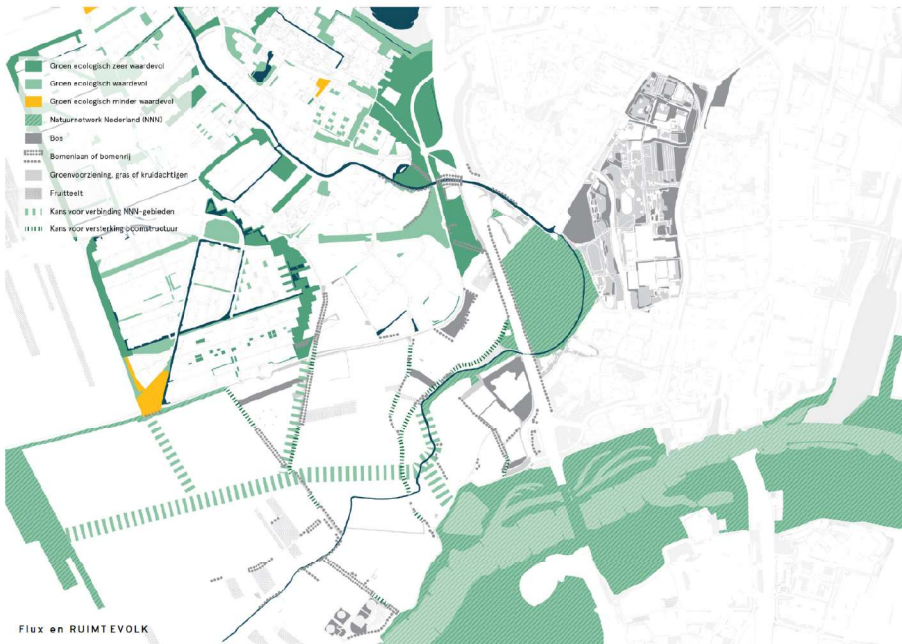 Groen ecologisch zeer waardevol
Groen ecologisch waardevol
Groen ecologisch minder waardevol
Natuurnetwerk Nederland (NNN)
Bos
Bomenlaan of bomenrij
Groenvoorziening, gras of kruidachtigen
Fruitteelt
Kans voor verbinding NNN-gebieden
Kans voor versterking boomstructuur
Flux en RUIMTEVOLK